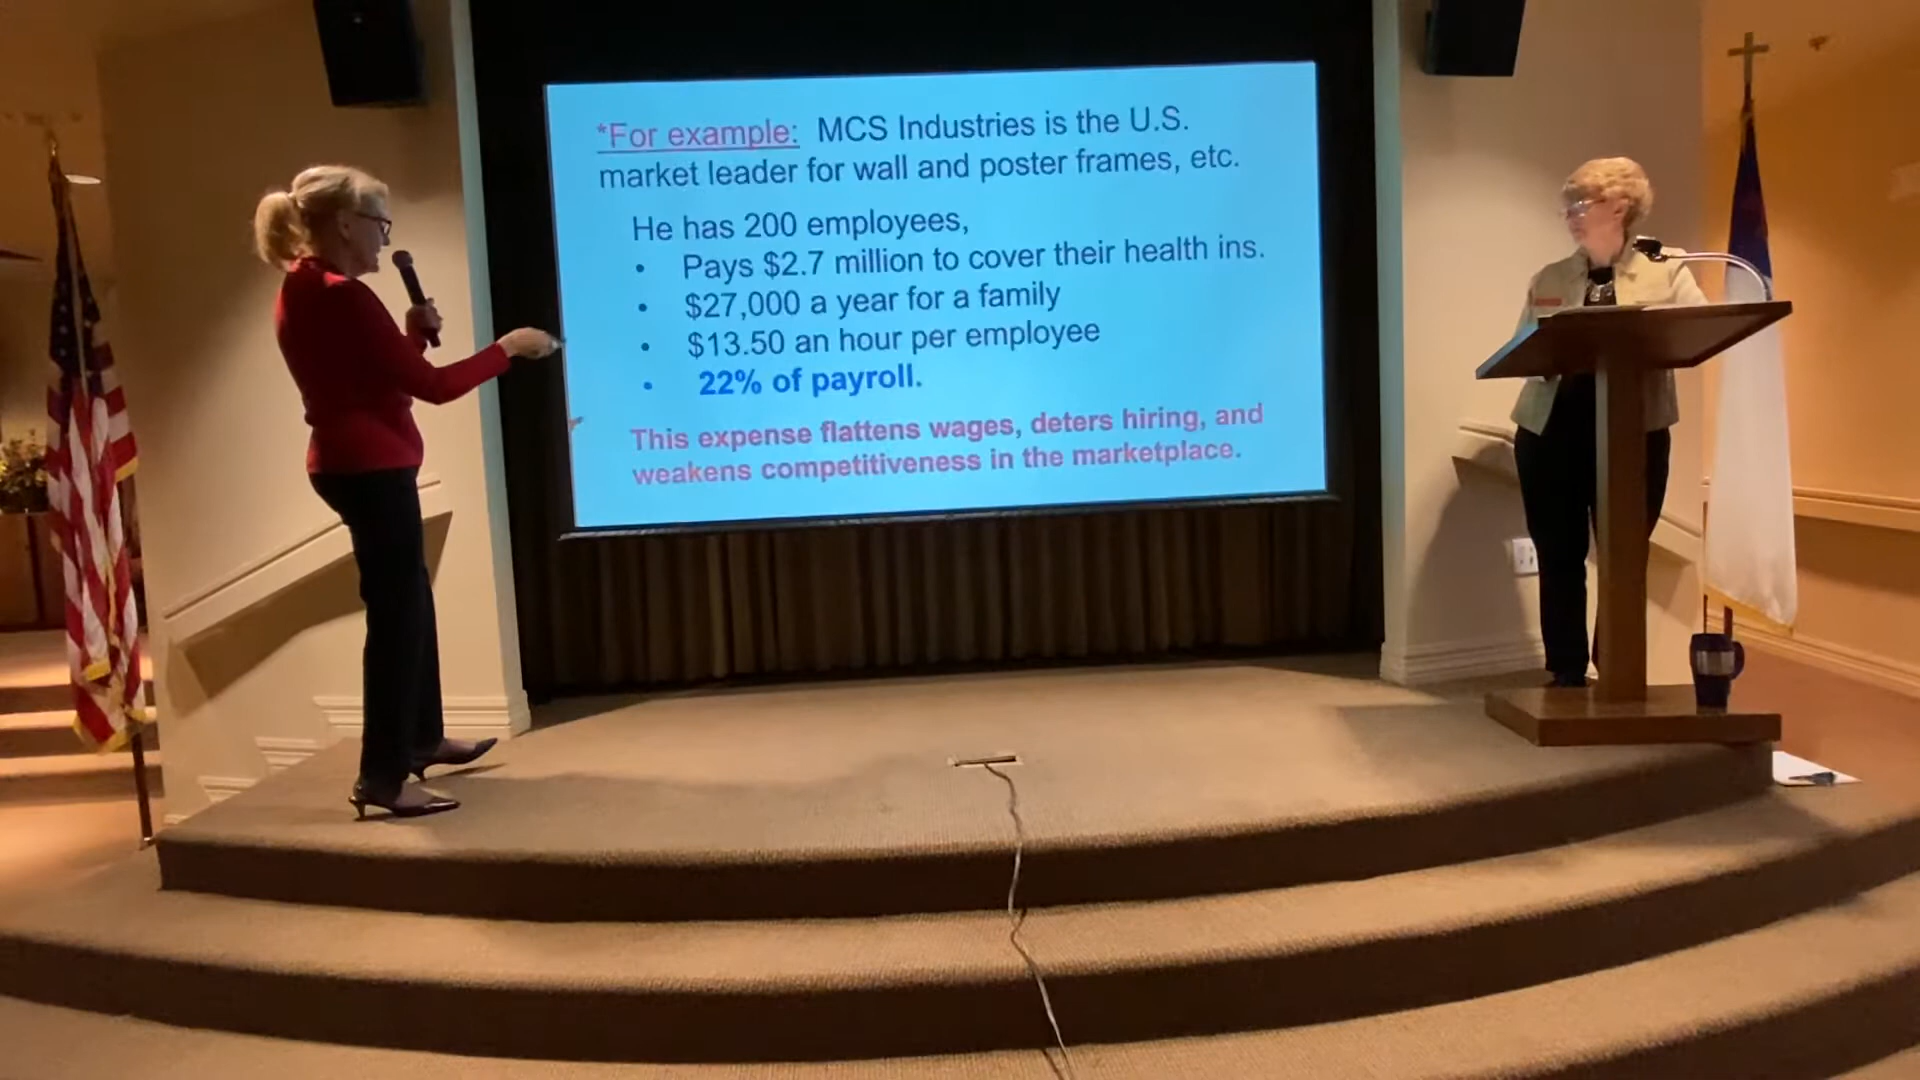 *For example: MCS Industries is the U.S.
market leader for wall and poster frames, etc.
He has 200 employees,
• Pays $2.7 million to cover their health ins.
• $27,000 a year for a family
• $13.50 an hour per employee
• 22% of payroll.
This expense flattens wages, deters hiring, and
weakens competitiveness in the marketplace.